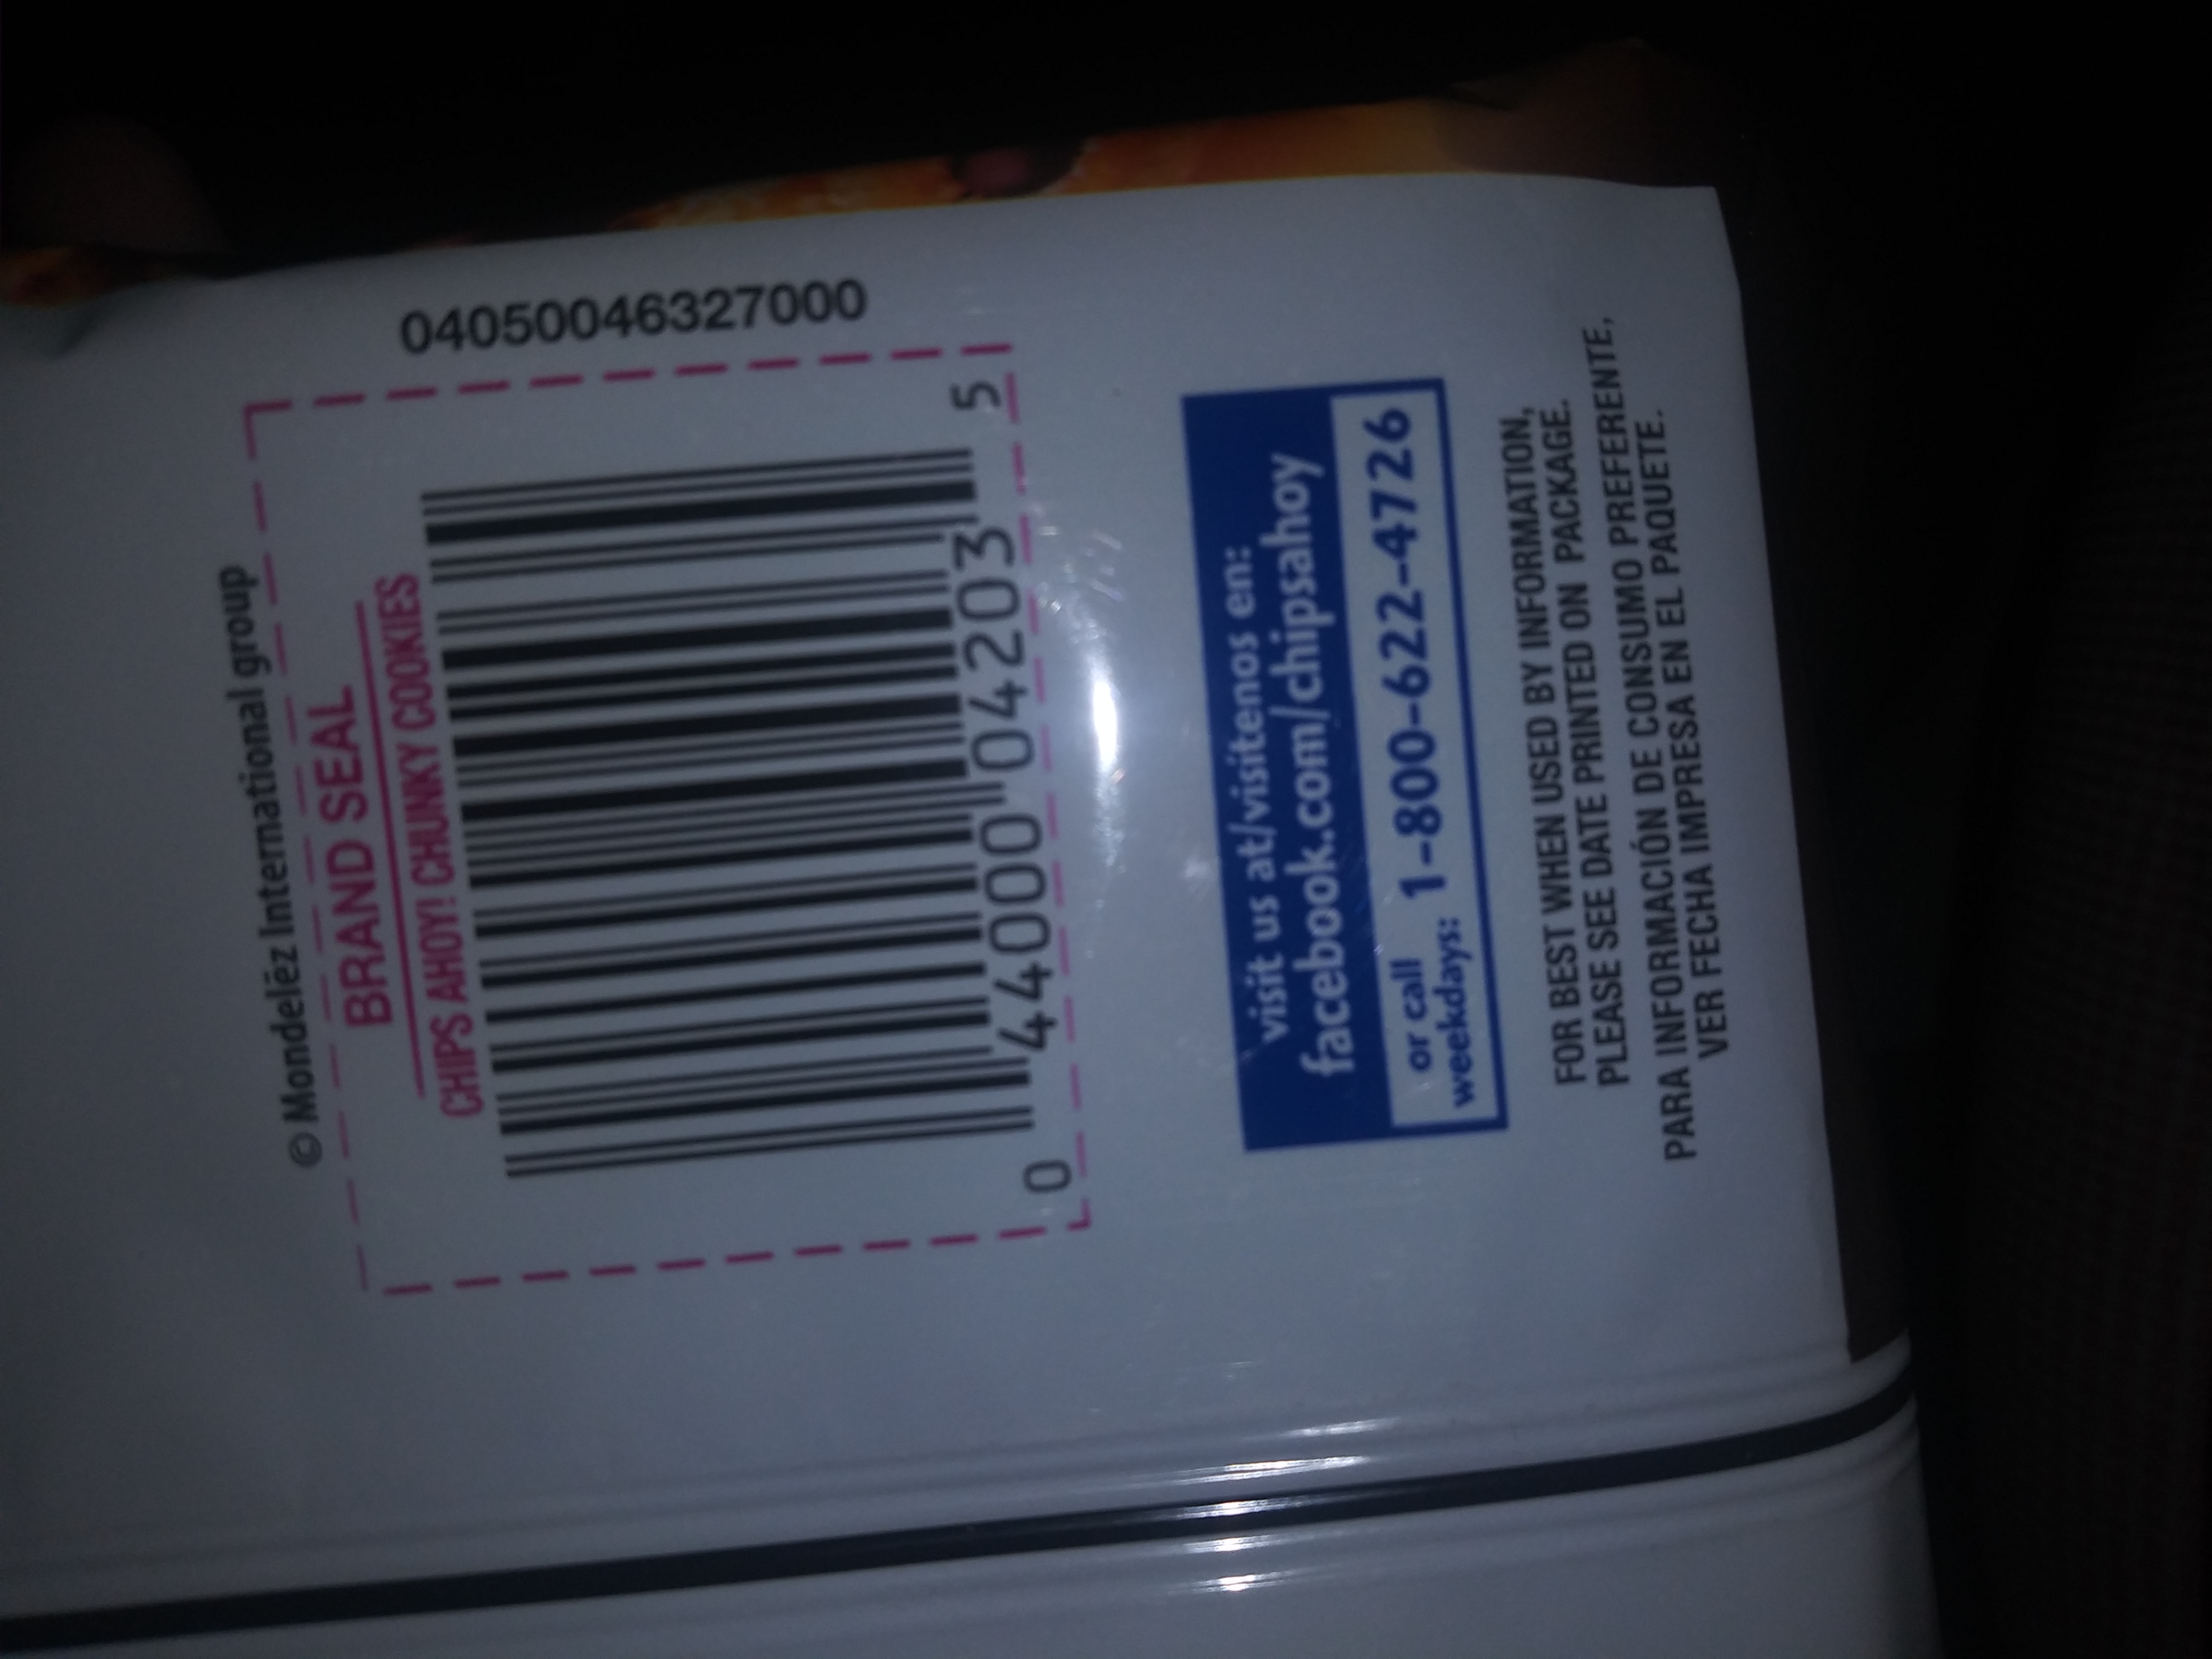 © Mondelēz International group
BRAND SEAL
CHIPS AHOY! CHUNKY COOKIES
0 44000 04203 5
04050046327000
visit us at/visítenos en:
facebook.com/chipsahoy
or call weekdays: 1-800-622-4726
FOR BEST WHEN USED BY INFORMATION,
PLEASE SEE DATE PRINTED ON PACKAGE.
PARA INFORMACIÓN DE CONSUMO PREFERENTE,
VER FECHA IMPRESA EN EL PAQUETE.